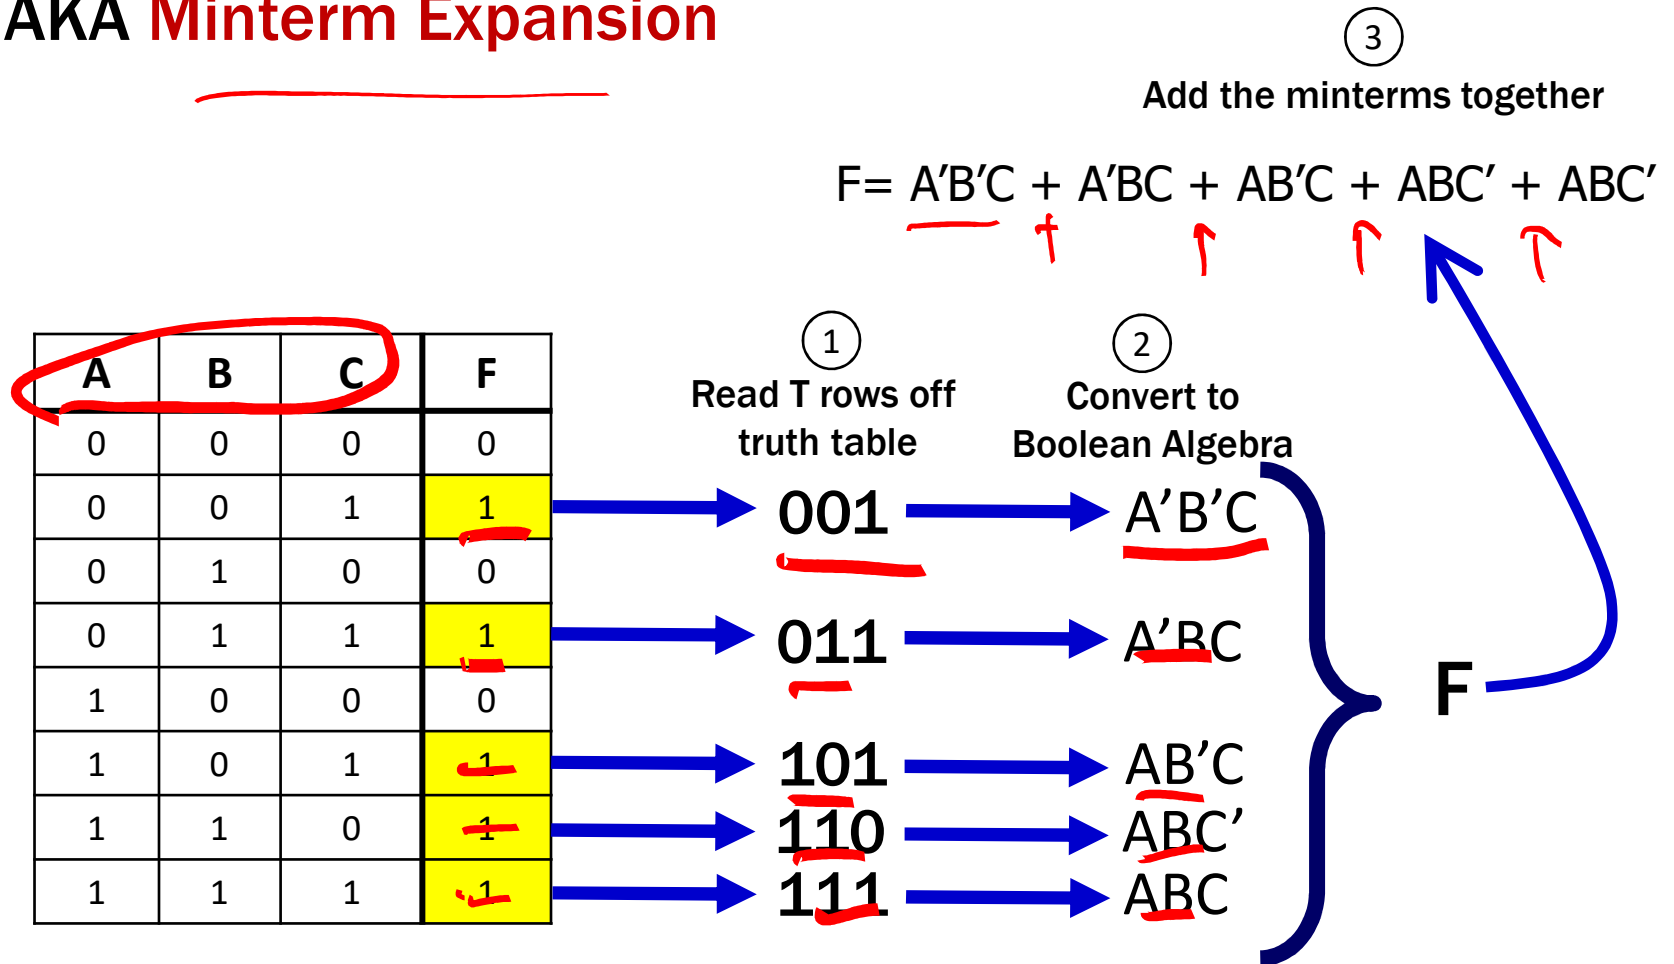 AKA Minterm Expansion
3
Add the minterms together
F= A′B′C + A′BC + AB′C + ABC′ + ABC′
A B C F
0 0 0 0
0 0 1 1
0 1 0 0
0 1 1 1
1 0 0 0
1 0 1 1
1 1 0 1
1 1 1 1
1
Read T rows off
truth table
001
011
101
110
111
2
Convert to
Boolean Algebra
A′B′C
A′BC
AB′C
ABC′
ABC
F